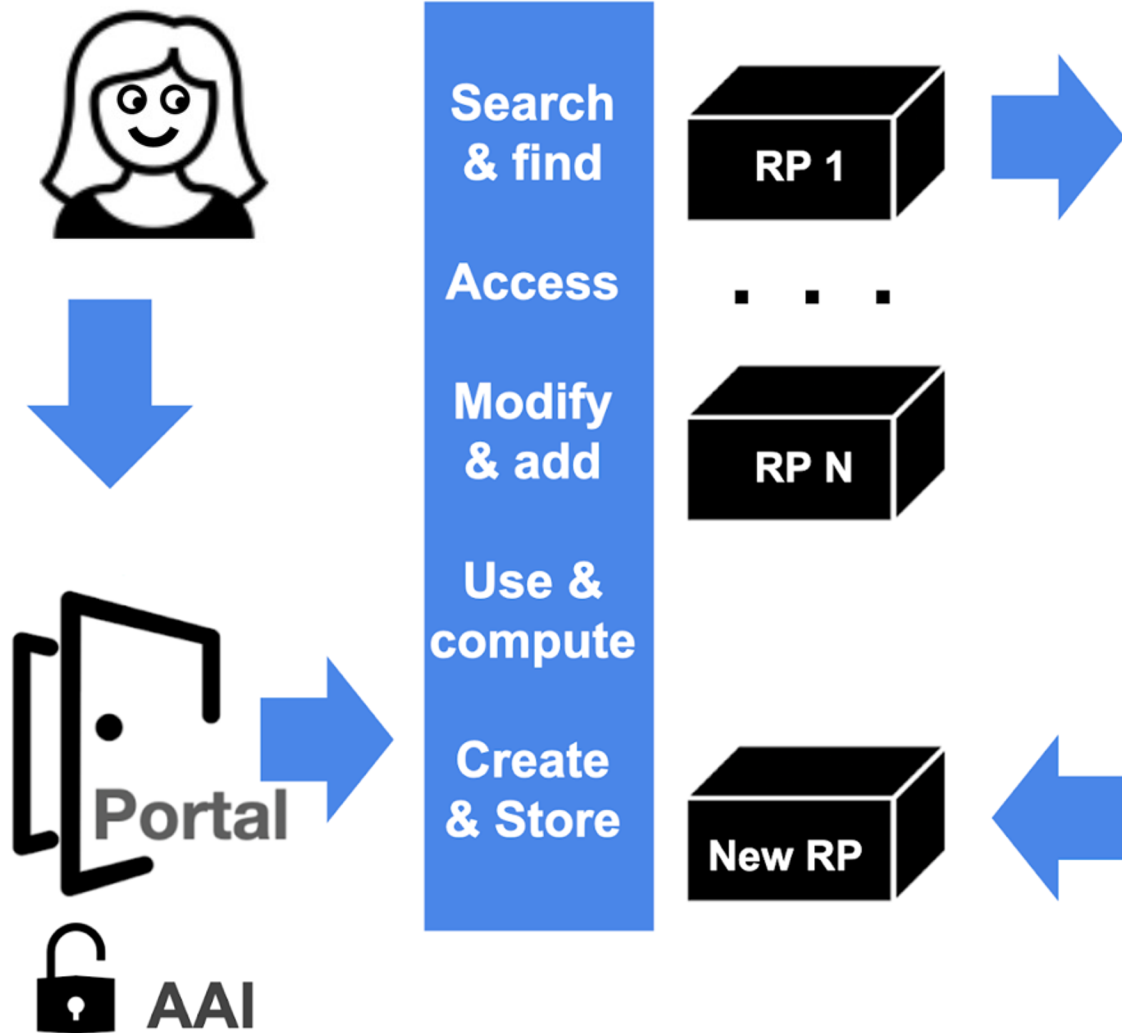 Search
& find
Access
Modify
& add
Use &
compute
Create
& Store
RP 1
. . .
RP N
New RP
Portal
AAI